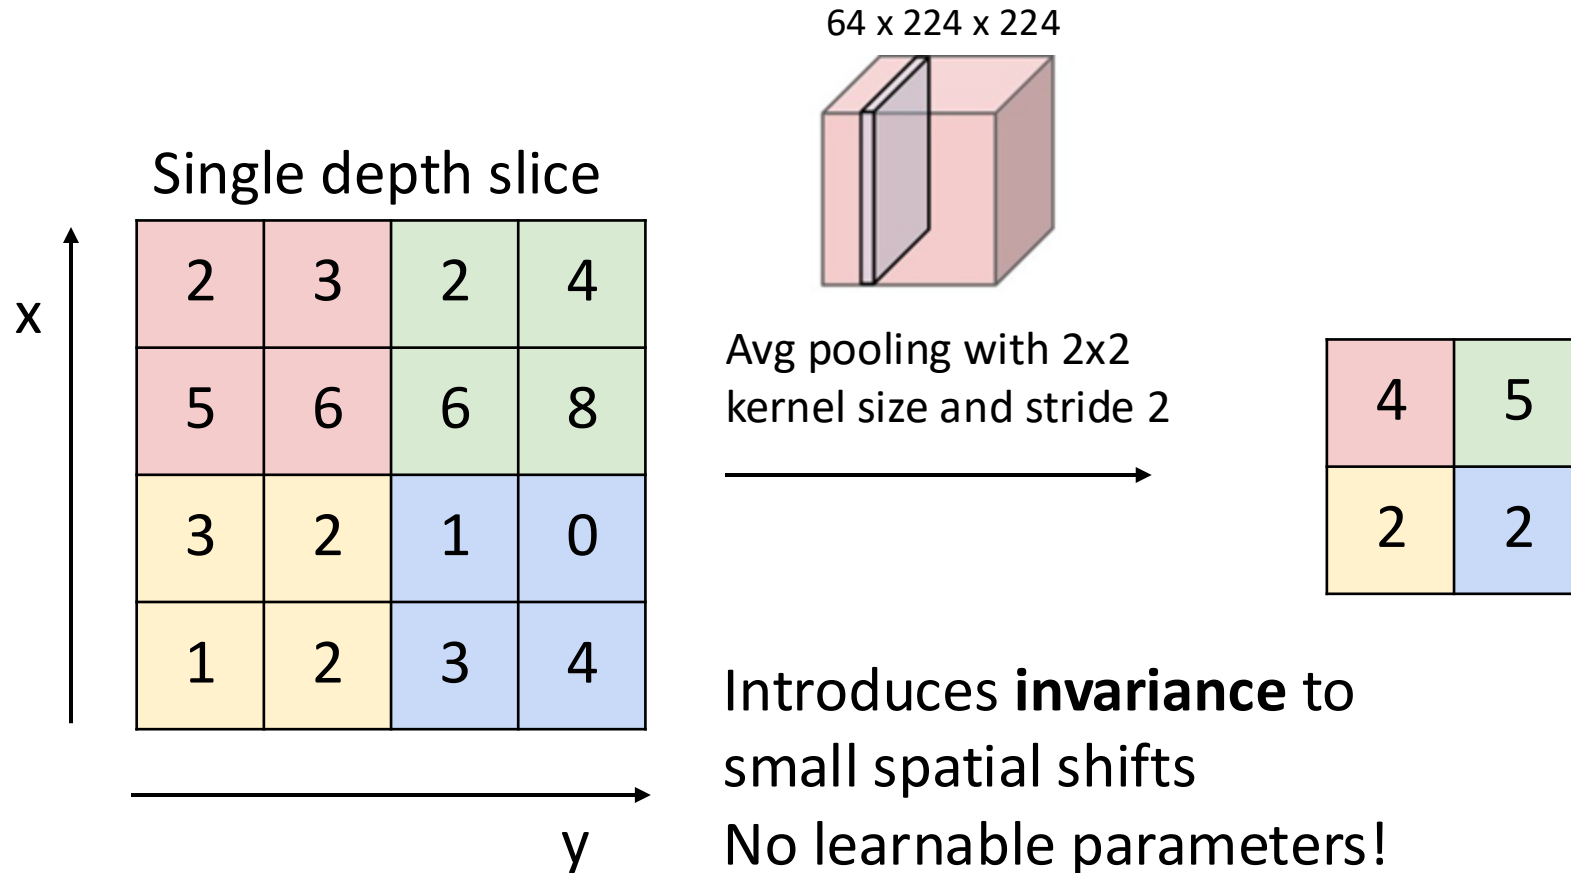 64 x 224 x 224
Single depth slice
x
2 3 2 4
5 6 6 8
3 2 1 0
1 2 3 4
y
Avg pooling with 2x2
kernel size and stride 2
4 5
2 2
Introduces invariance to
small spatial shifts
No learnable parameters!